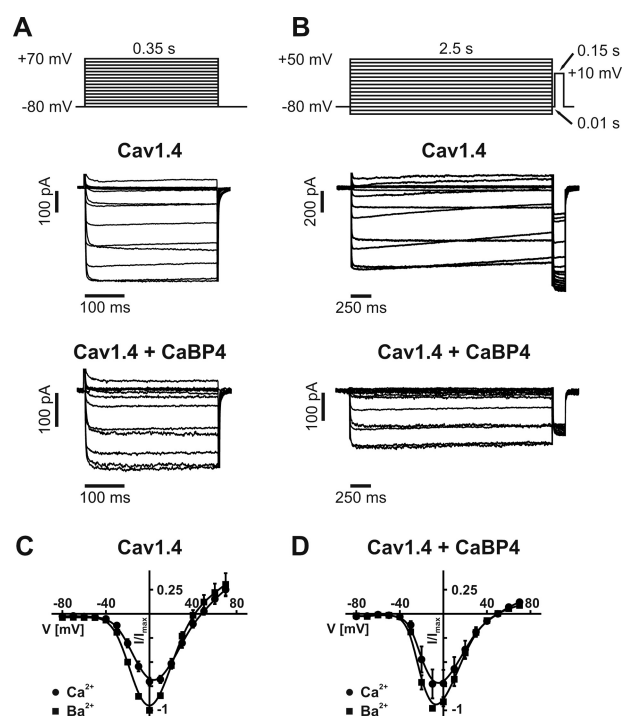 A
B
0.35 s
+70 mV
-80 mV
2.5 s
+50 mV
-80 mV
0.15 s
+10 mV
0.01 s
Cav1.4
100 pA
100 ms
Cav1.4
200 pA
250 ms
Cav1.4 + CaBP4
100 pA
100 ms
Cav1.4 + CaBP4
100 pA
250 ms
C
Cav1.4
0.25
-80 -40 40 80
V [mV]
I/Imax
Ca²⁺
Ba²⁺
-1
D
Cav1.4 + CaBP4
0.25
-80 -40 40 80
V [mV]
I/Imax
Ca²⁺
Ba²⁺
-1